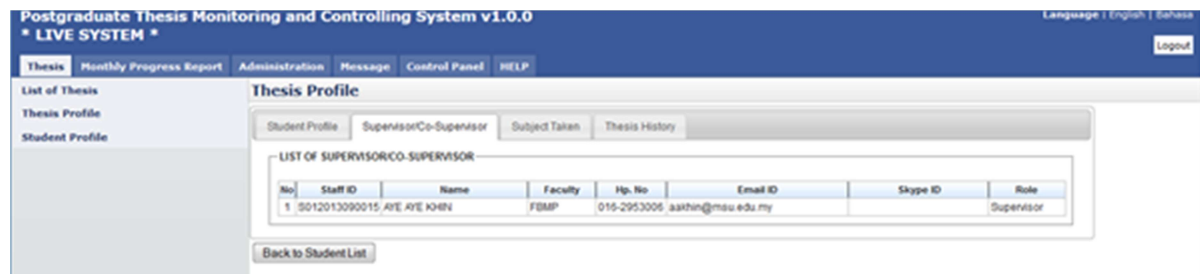 Postgraduate Thesis Monitoring and Controlling System v1.0.0
Language | English | Bahasa
* LIVE SYSTEM *
Logout
Thesis Monthly Progress Report Administration Message Control Panel HELP
List of Thesis
Thesis Profile
Student Profile
Thesis Profile
Student Profile Supervisor/Co-Supervisor Subject Taken Thesis History
LIST OF SUPERVISOR/CO-SUPERVISOR
No Staff ID Name Faculty Hp. No Email ID Skype ID Role
1 S012013090015 AYE AYE KHIN FBMP 016-2953006 aakhin@msu.edu.my Supervisor
Back to Student List